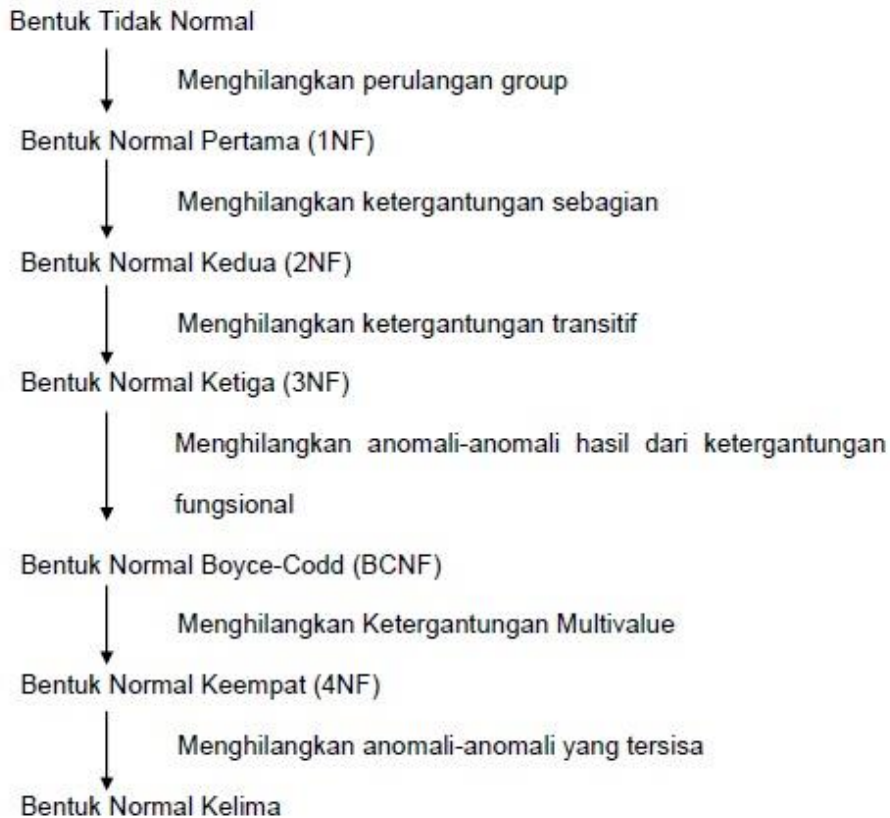 Bentuk Tidak Normal
Menghilangkan perulangan group
Bentuk Normal Pertama (1NF)
Menghilangkan ketergantungan sebagian
Bentuk Normal Kedua (2NF)
Menghilangkan ketergantungan transitif
Bentuk Normal Ketiga (3NF)
Menghilangkan anomali-anomali hasil dari ketergantungan
fungsional
Bentuk Normal Boyce-Codd (BCNF)
Menghilangkan Ketergantungan Multivalue
Bentuk Normal Keempat (4NF)
Menghilangkan anomali-anomali yang tersisa
Bentuk Normal Kelima